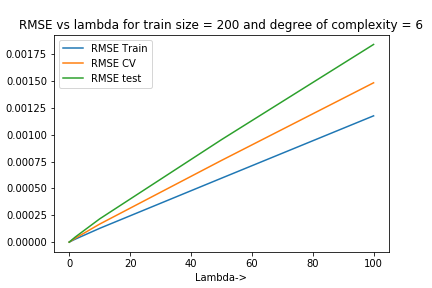 RMSE vs lambda for train size = 200 and degree of complexity = 6
RMSE Train
RMSE CV
RMSE test
0.00175
0.00150
0.00125
0.00100
0.00075
0.00050
0.00025
0.00000
0 20 40 60 80 100
Lambda->